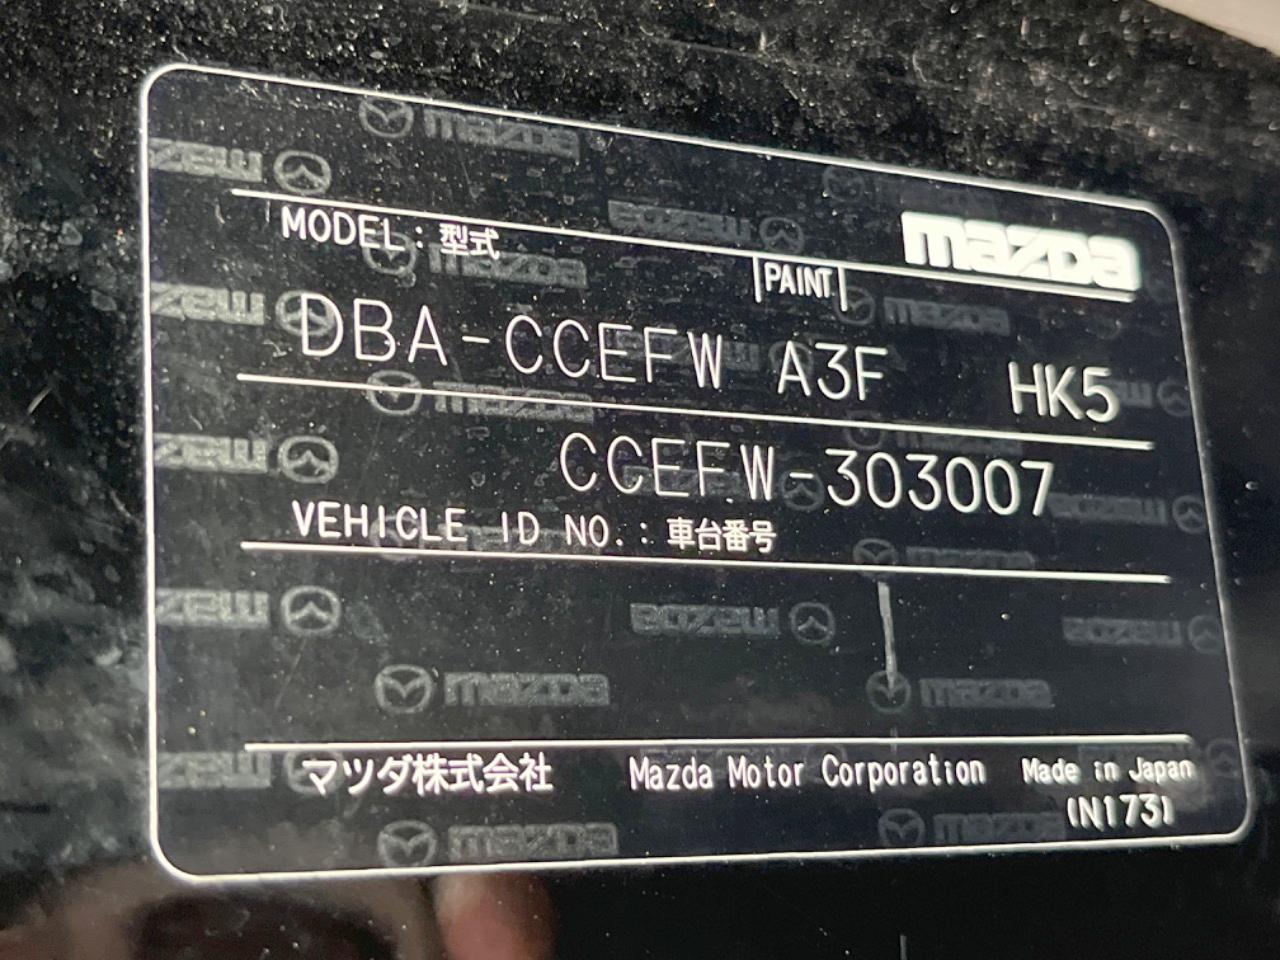 mazda
MODEL : 型式
PAINT
DBA-CCEFW A3F HK5
CCEFW-303007
VEHICLE ID NO. : 車台番号
マツダ株式会社 Mazda Motor Corporation Made in Japan
(N173)